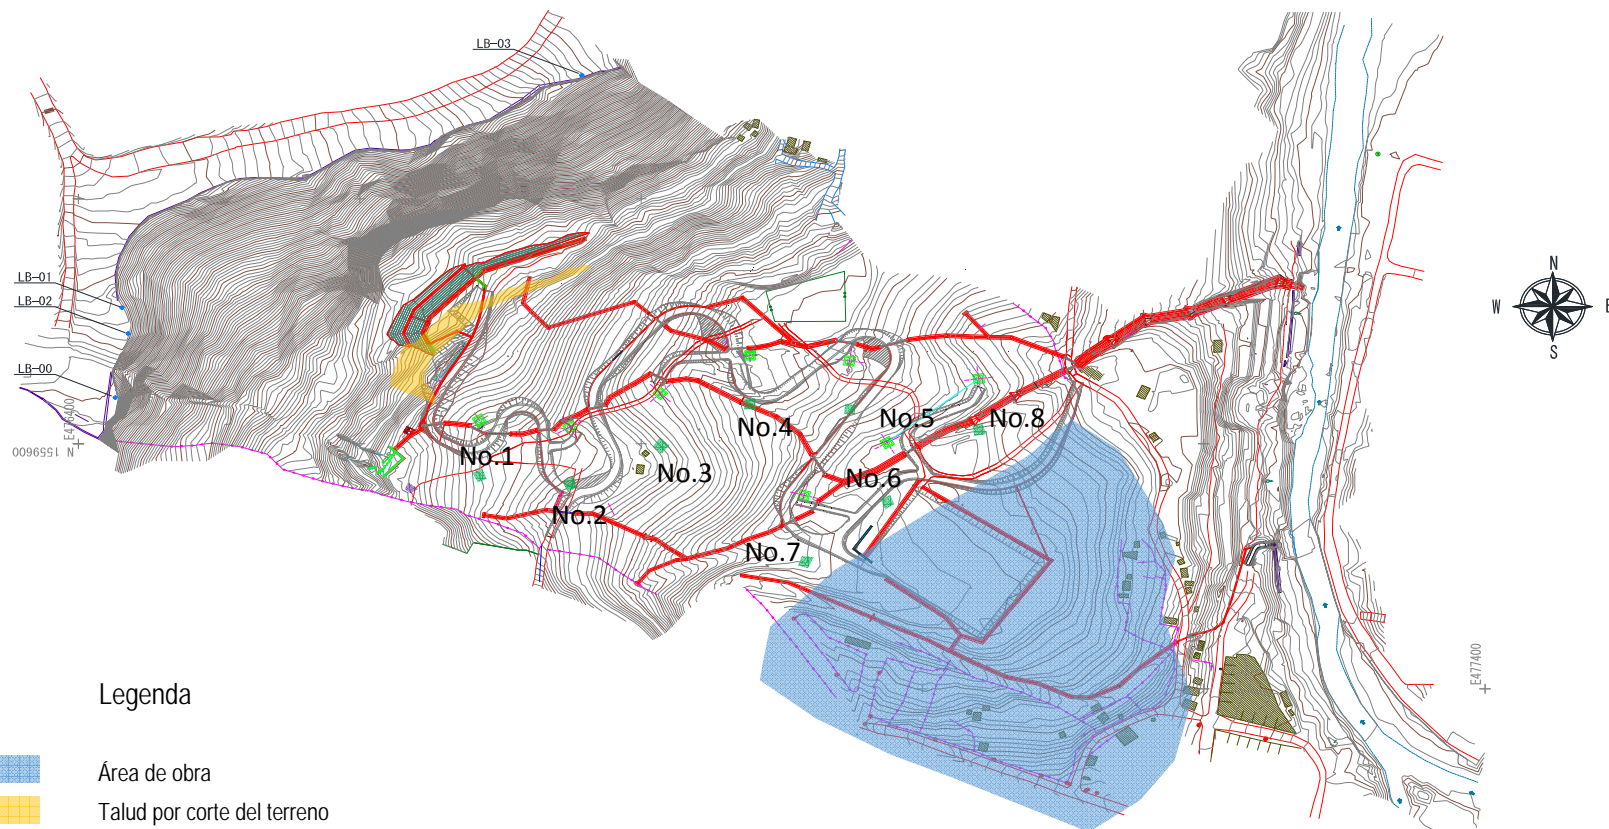 LB-03
LB-01
LB-02
LB-00
E476400
N 1559600
N
W
E
S
No.1
No.2
No.3
No.4
No.5
No.8
No.6
No.7
E477400
Legenda
Área de obra
Talud por corte del terreno